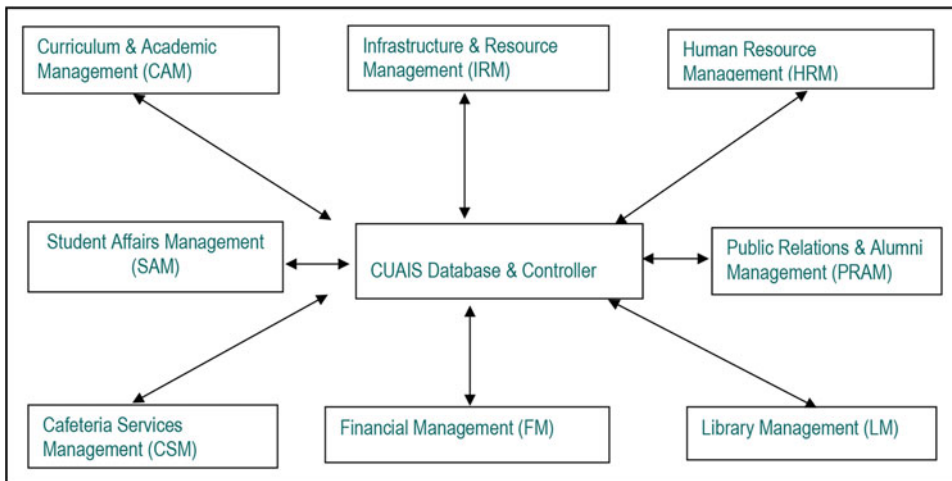 Curriculum & Academic
Management (CAM)
Infrastructure & Resource
Management (IRM)
Human Resource
Management (HRM)
Student Affairs Management
(SAM)
CUAIS Database & Controller
Public Relations & Alumni
Management (PRAM)
Cafeteria Services
Management (CSM)
Financial Management (FM)
Library Management (LM)